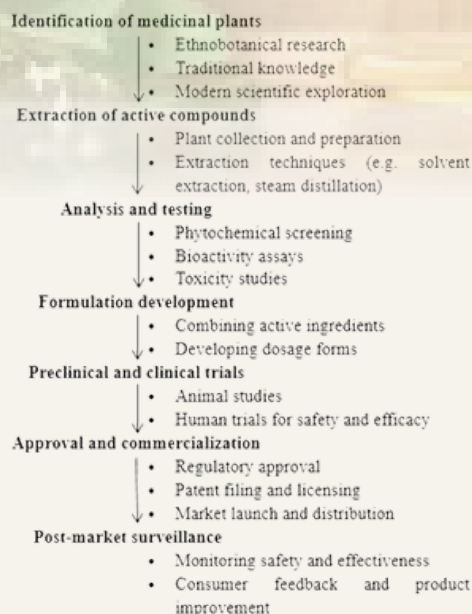 Identification of medicinal plants
• Ethnobotanical research
• Traditional knowledge
• Modern scientific exploration
Extraction of active compounds
• Plant collection and preparation
• Extraction techniques (e.g. solvent
extraction, steam distillation)
Analysis and testing
• Phytochemical screening
• Bioactivity assays
• Toxicity studies
Formulation development
• Combining active ingredients
• Developing dosage forms
Preclinical and clinical trials
• Animal studies
• Human trials for safety and efficacy
Approval and commercialization
• Regulatory approval
• Patent filing and licensing
• Market launch and distribution
Post-market surveillance
• Monitoring safety and effectiveness
• Consumer feedback and product
improvement